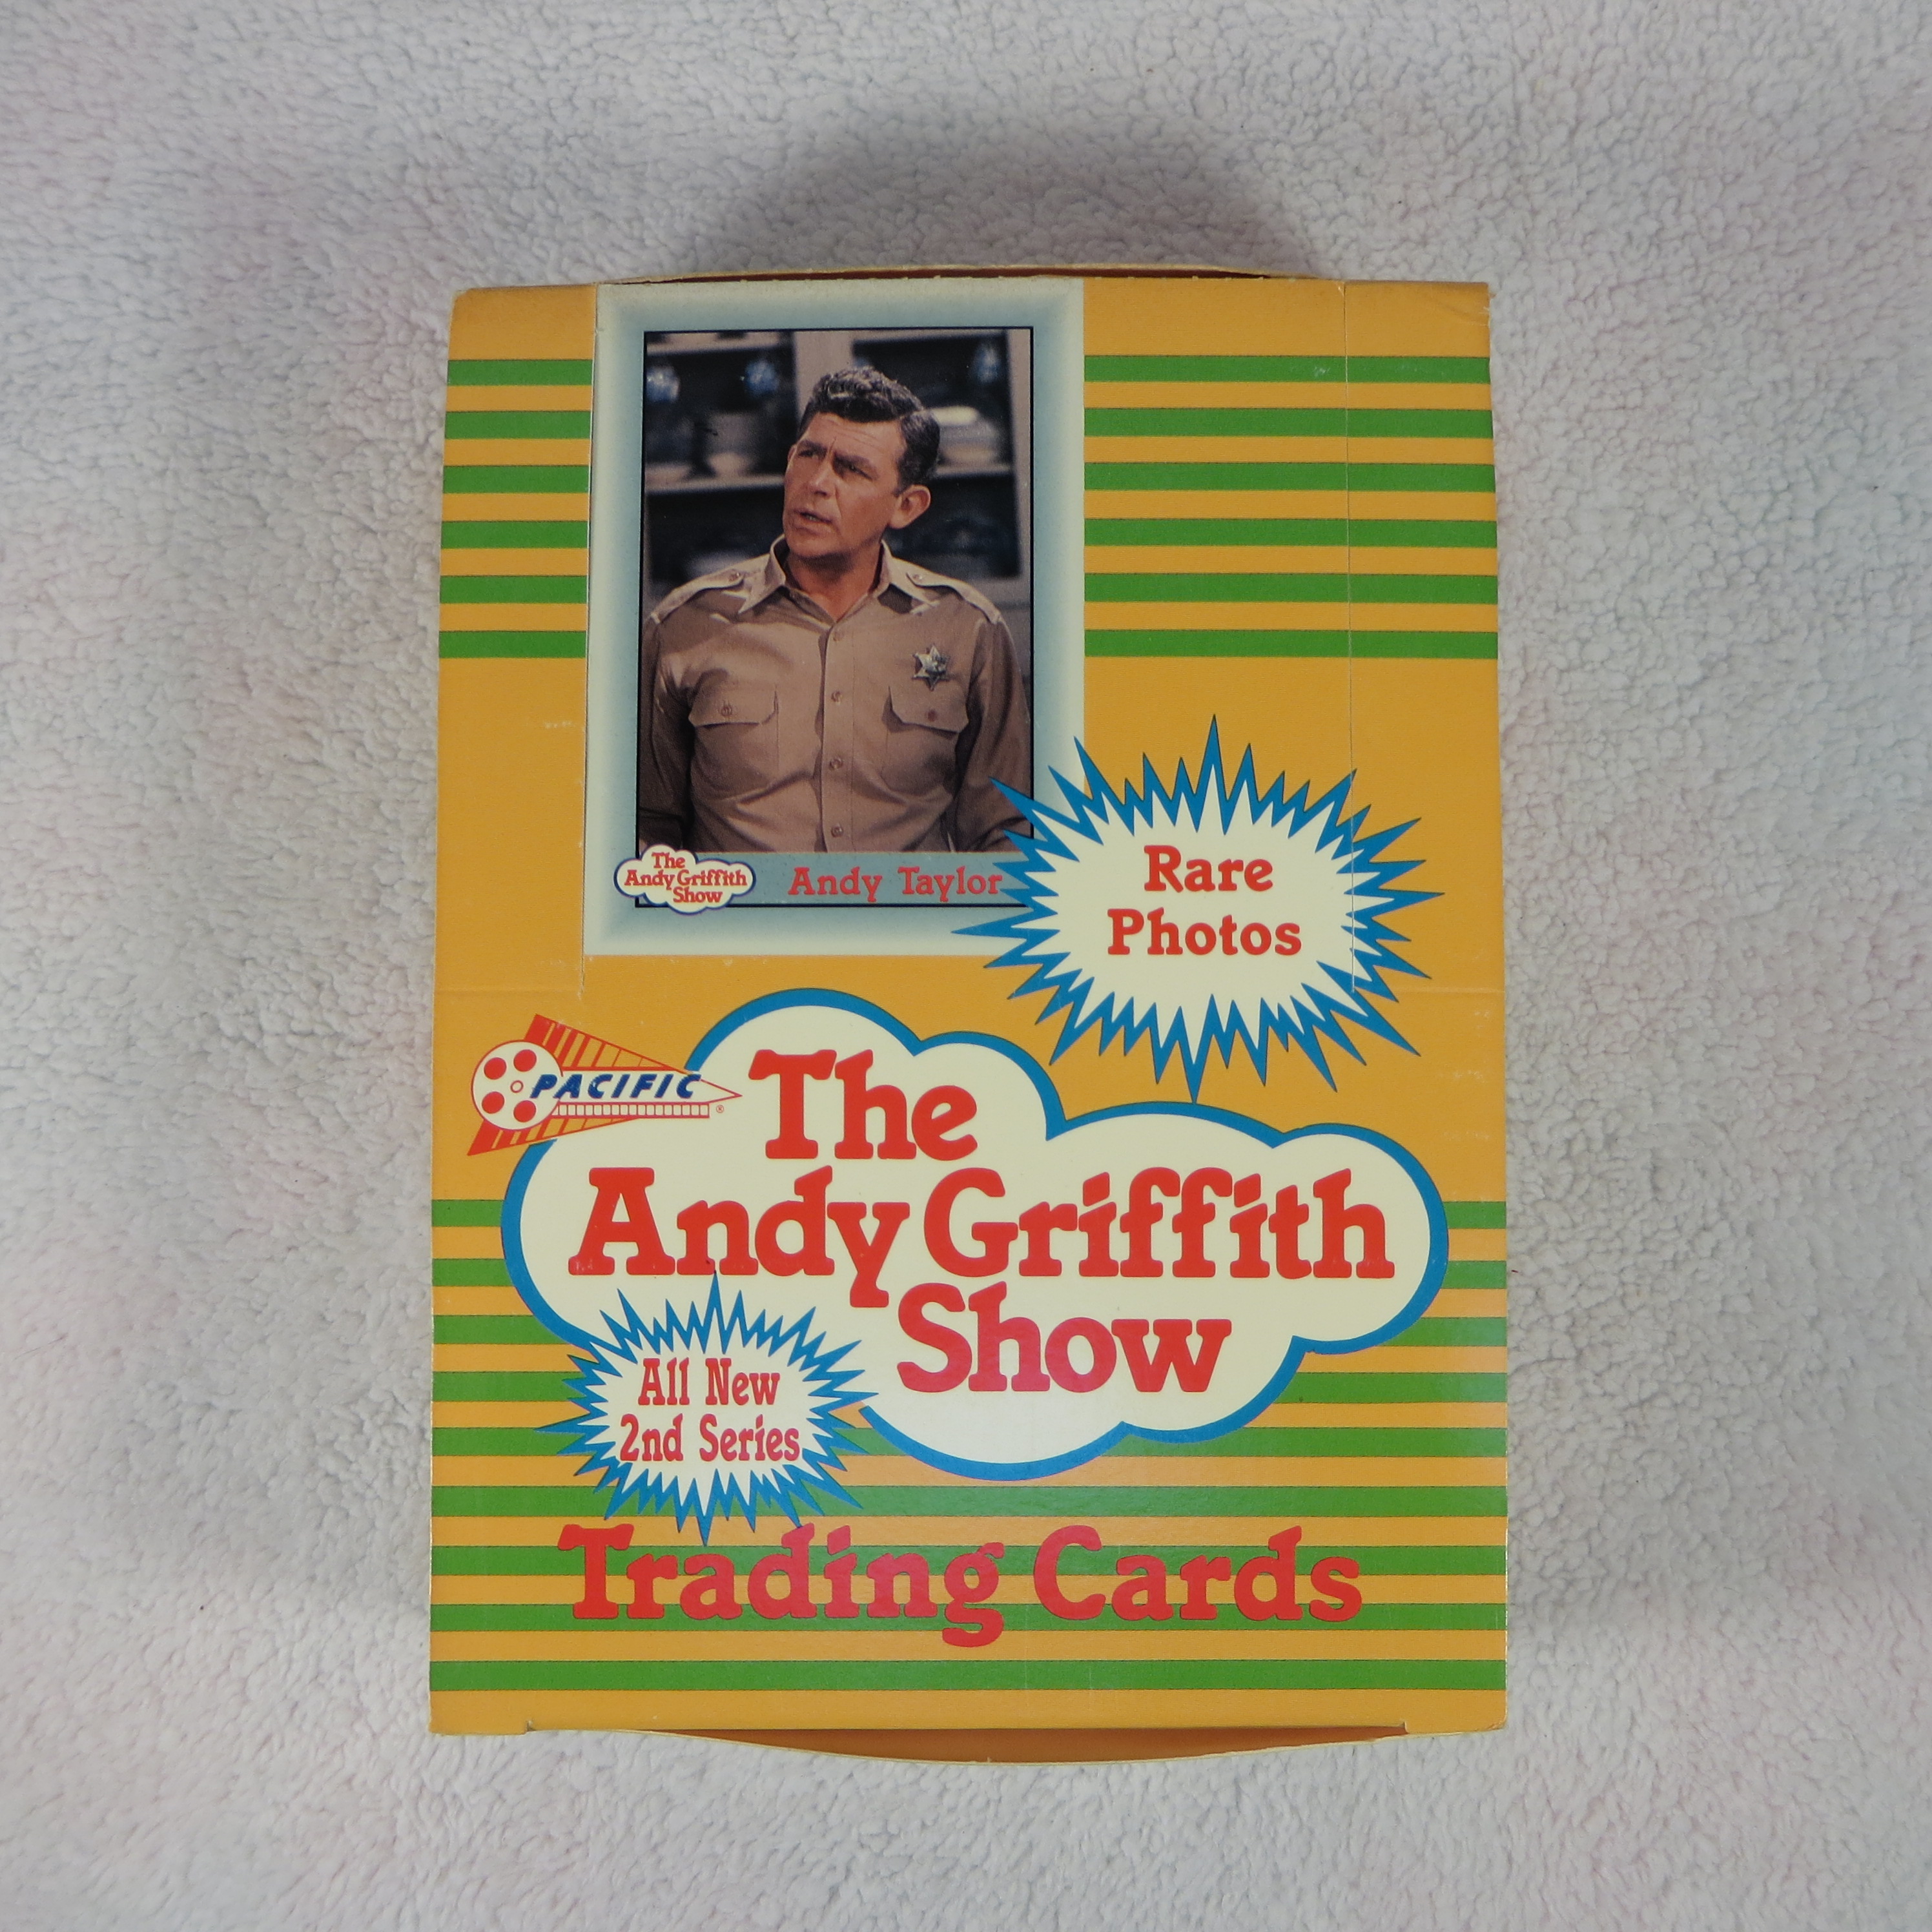 The
Andy Griffith
Show
Andy Taylor
Rare
Photos
PACIFIC
®
The
Andy Griffith
Show
All New
2nd Series
Trading Cards